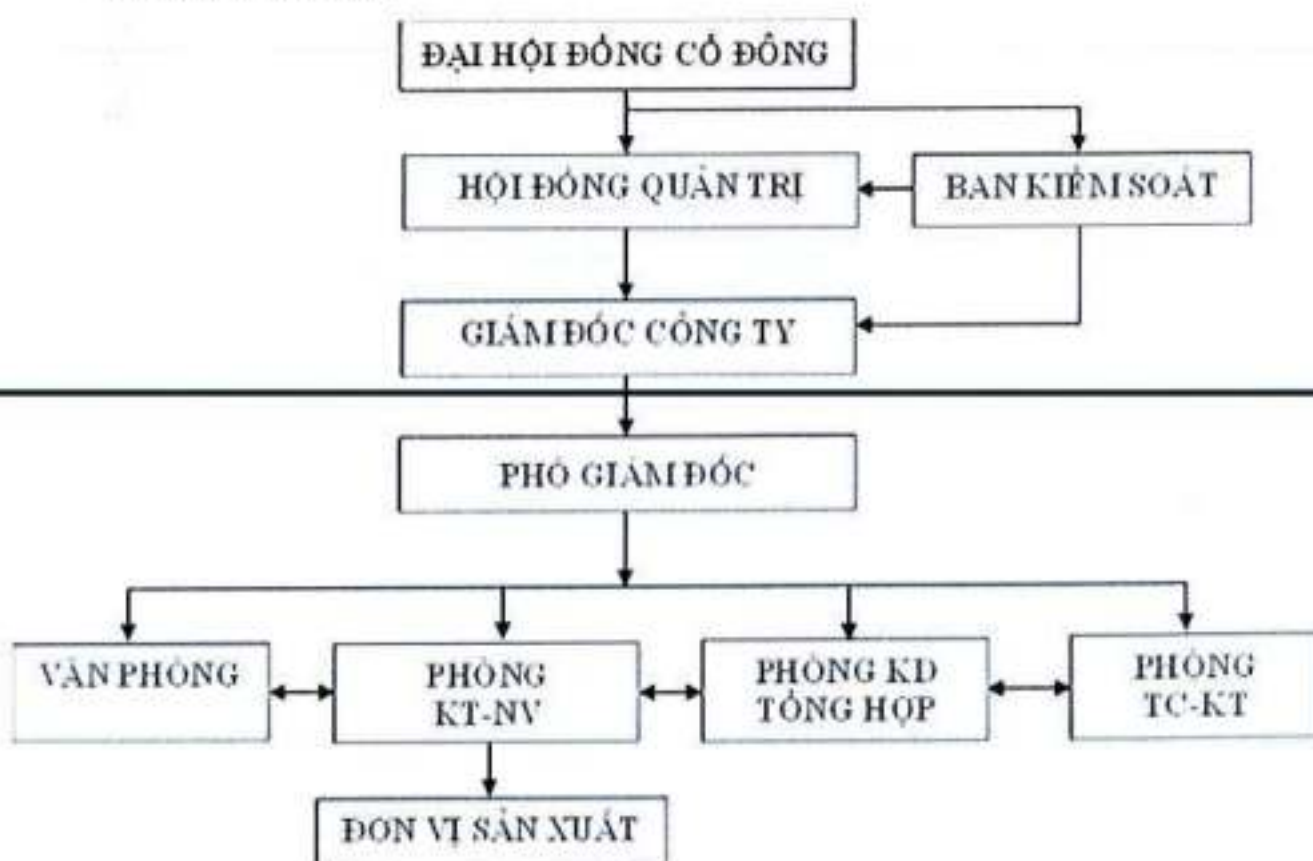 ĐẠI HỘI ĐỒNG CỔ ĐÔNG
HỘI ĐỒNG QUẢN TRỊ
BAN KIỂM SOÁT
GIÁM ĐỐC CÔNG TY
PHÓ GIÁM ĐỐC
VĂN PHÒNG
PHÒNG
KT-NV
PHÒNG KD
TỔNG HỢP
PHÒNG
TC-KT
ĐƠN VỊ SẢN XUẤT